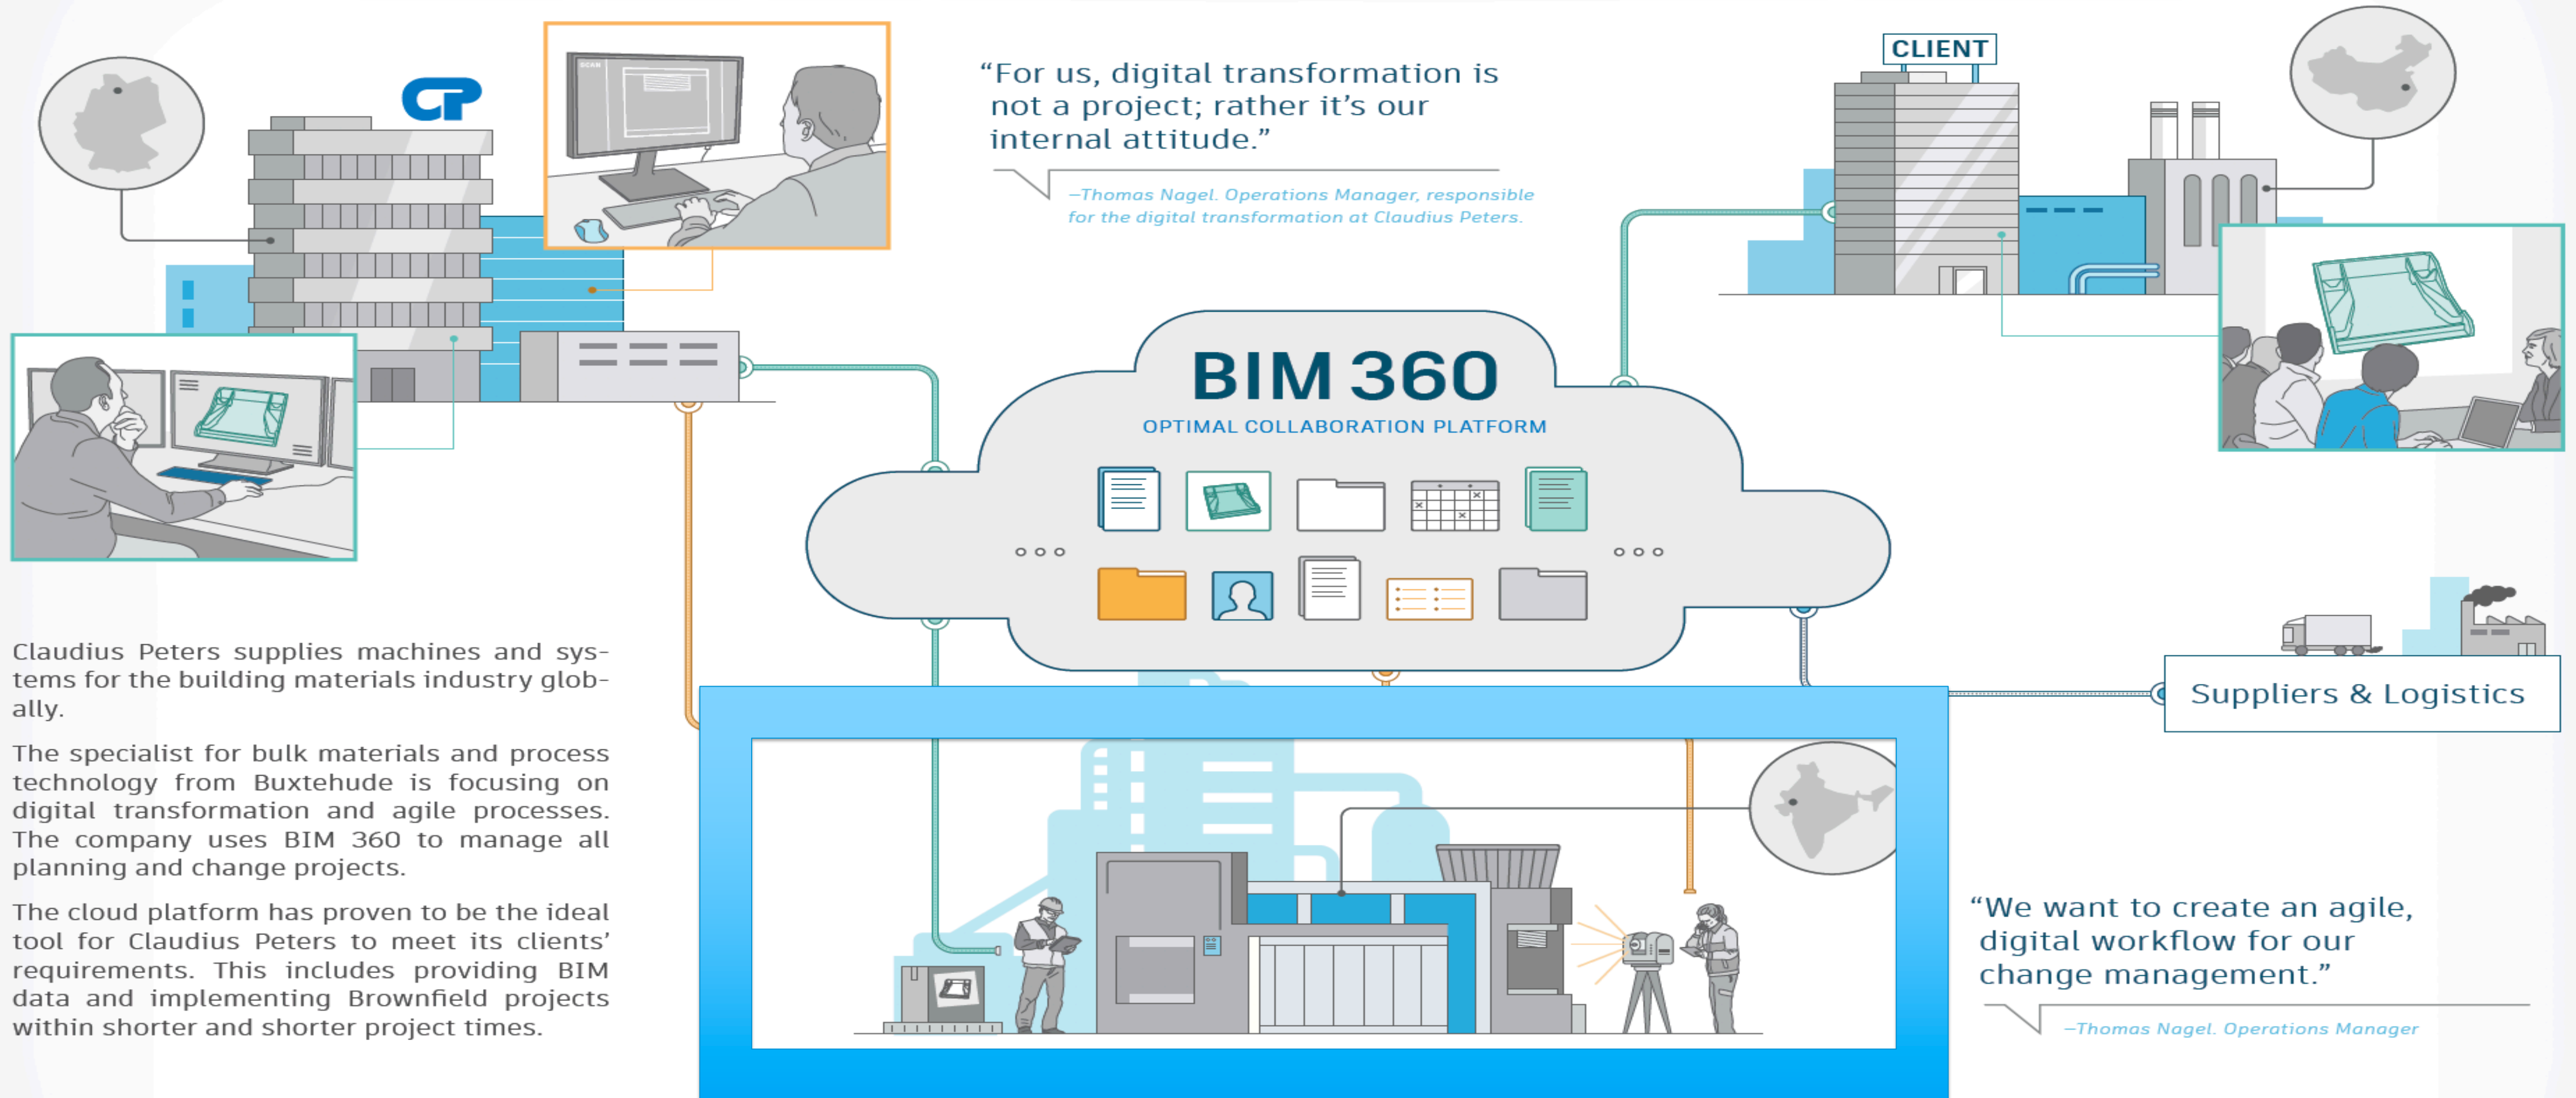 CP
SCAN
“For us, digital transformation is
not a project; rather it’s our
internal attitude.”
–Thomas Nagel. Operations Manager, responsible
for the digital transformation at Claudius Peters.
CLIENT
BIM 360
OPTIMAL COLLABORATION PLATFORM
Claudius Peters supplies machines and sys-
tems for the building materials industry glob-
ally.
The specialist for bulk materials and process
technology from Buxtehude is focusing on
digital transformation and agile processes.
The company uses BIM 360 to manage all
planning and change projects.
The cloud platform has proven to be the ideal
tool for Claudius Peters to meet its clients’
requirements. This includes providing BIM
data and implementing Brownfield projects
within shorter and shorter project times.
Suppliers & Logistics
“We want to create an agile,
digital workflow for our
change management.”
–Thomas Nagel. Operations Manager